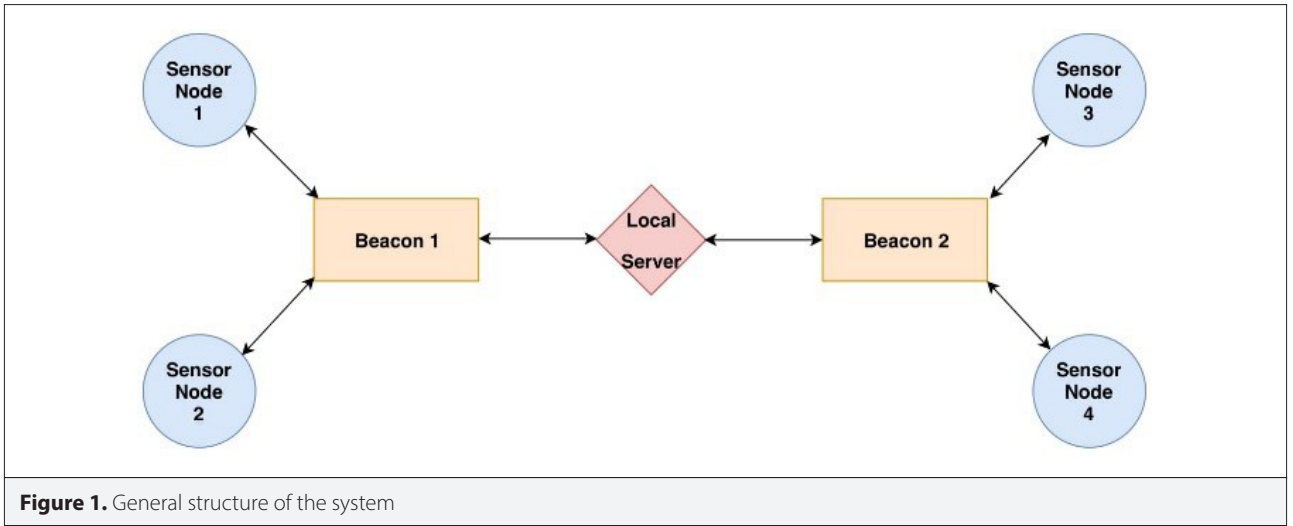 Sensor
Node
1
Sensor
Node
3
Beacon 1
Local
Server
Beacon 2
Sensor
Node
2
Sensor
Node
4
Figure 1. General structure of the system